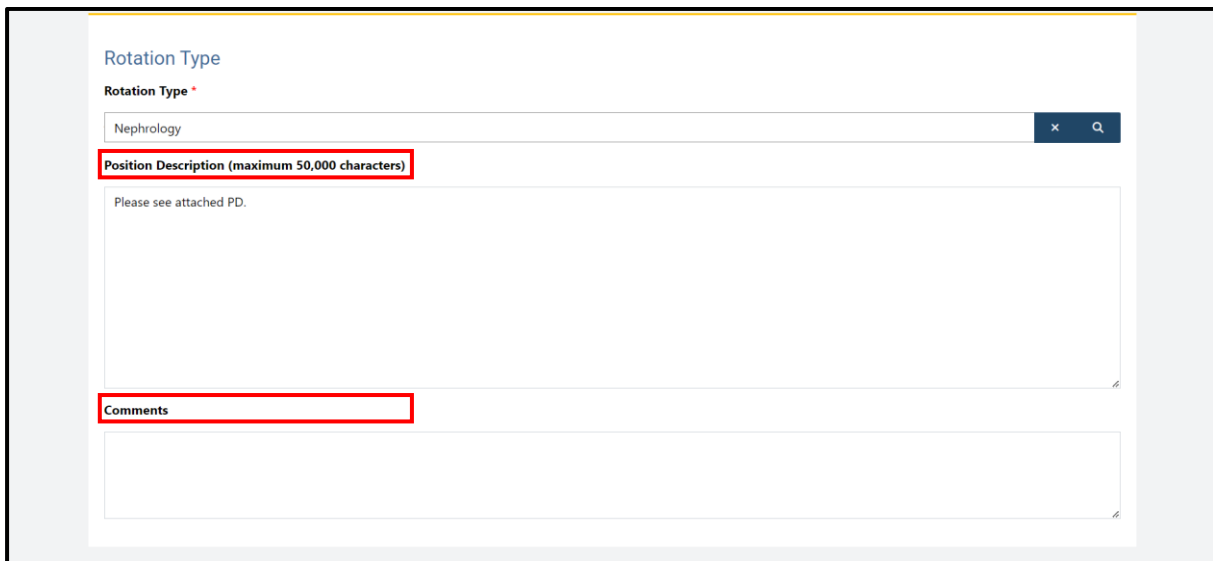 Rotation Type
Rotation Type *
Nephrology
Position Description (maximum 50,000 characters)
Please see attached PD.
Comments